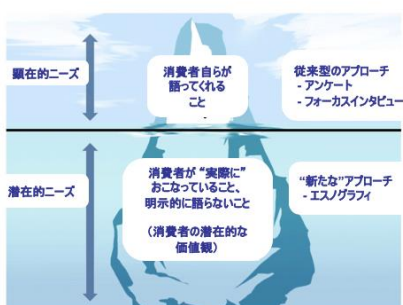 顕在的ニーズ
消費者自らが
語ってくれる
こと
従来型のアプローチ
- アンケート
- フォーカスインタビュー
潜在的ニーズ
消費者が“実際に”
おこなっていること、
明示的に語らないこと
（消費者の潜在的な
価値観）
“新たな”アプローチ
- エスノグラフィ